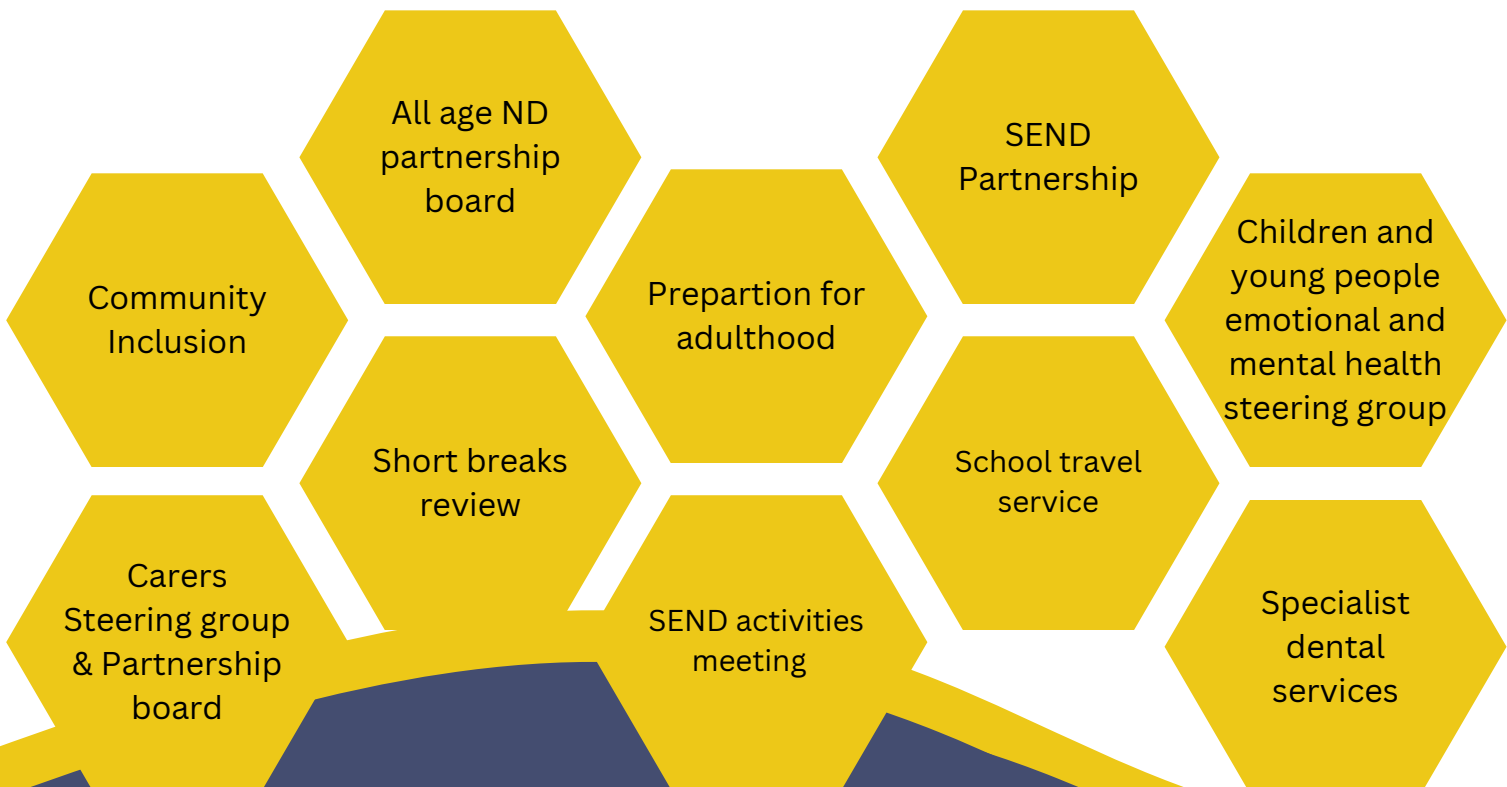 All age ND
partnership
board
SEND
Partnership
Community
Inclusion
Prepartion for
adulthood
Children and
young people
emotional and
mental health
steering group
Short breaks
review
School travel
service
Carers
Steering group
& Partnership
board
SEND activities
meeting
Specialist
dental
services